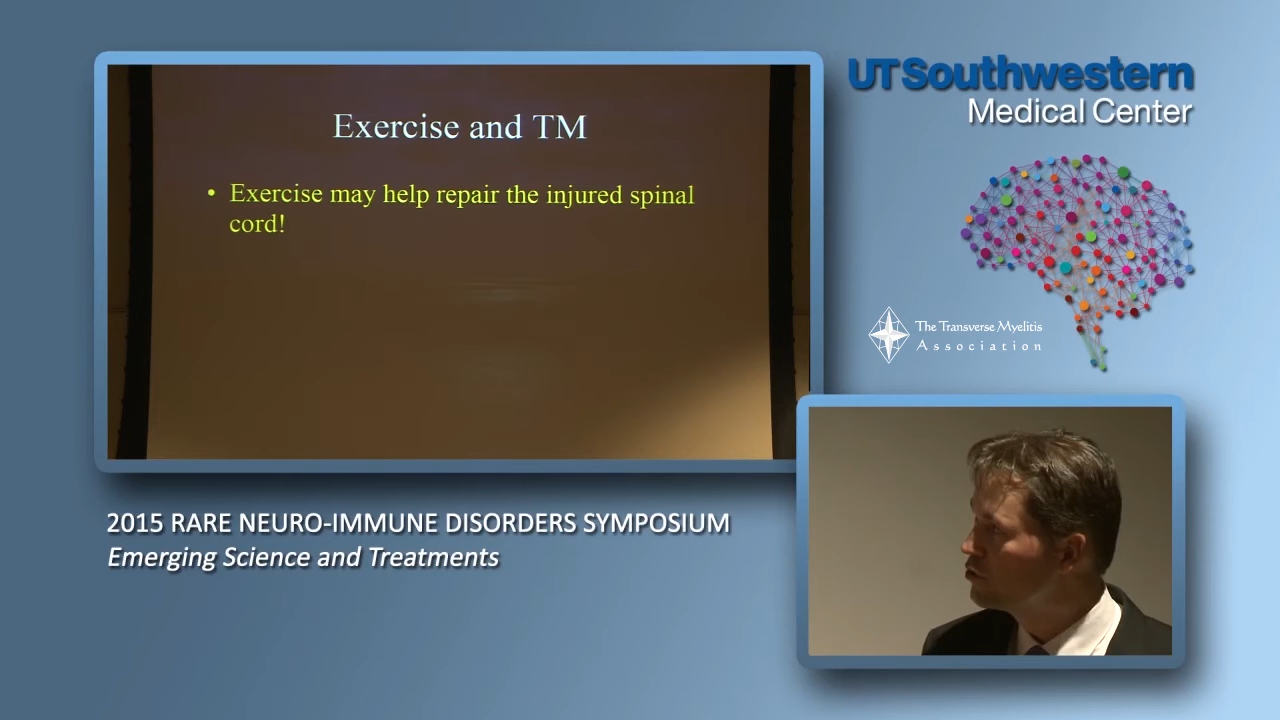 Exercise and TM
• Exercise may help repair the injured spinal
cord!
UTSouthwestern
Medical Center
The Transverse Myelitis
Association
2015 RARE NEURO-IMMUNE DISORDERS SYMPOSIUM
Emerging Science and Treatments